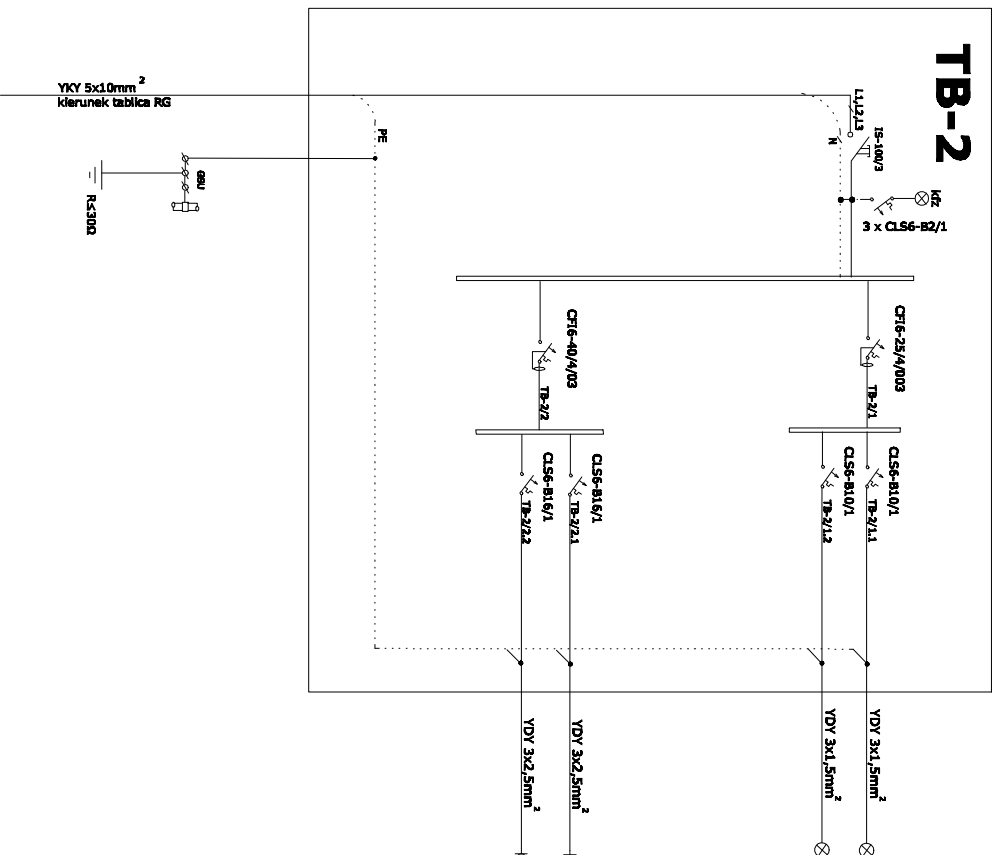 TB-2
YKY 5x10mm²
kierunek tablica RG
PE
L1,L2,L3
N
IS-100/3
GSU
R≤30Ω
kfz
3 x CLS6-B2/1
CFI6-40/4/03
CFI6-25/4/003
TB-2/2
TB-2/1
CLS6-B16/1
CLS6-B16/1
CLS6-B10/1
CLS6-B10/1
TB-2/2.2
TB-2/2.1
TB-2/1.2
TB-2/1.1
YDY 3x2,5mm²
YDY 3x2,5mm²
YDY 3x1,5mm²
YDY 3x1,5mm²